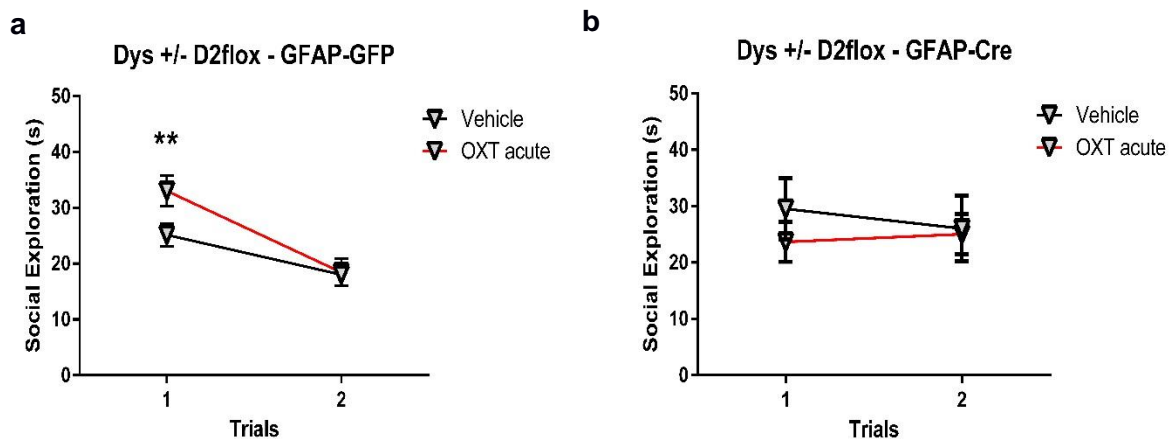 a
Dys +/- D2flox - GFAP-GFP
Social Exploration (s)
50
40
30
20
10
0
**
1
2
Trials
Vehicle
OXT acute
b
Dys +/- D2flox - GFAP-Cre
Social Exploration (s)
50
40
30
20
10
0
1
2
Trials
Vehicle
OXT acute